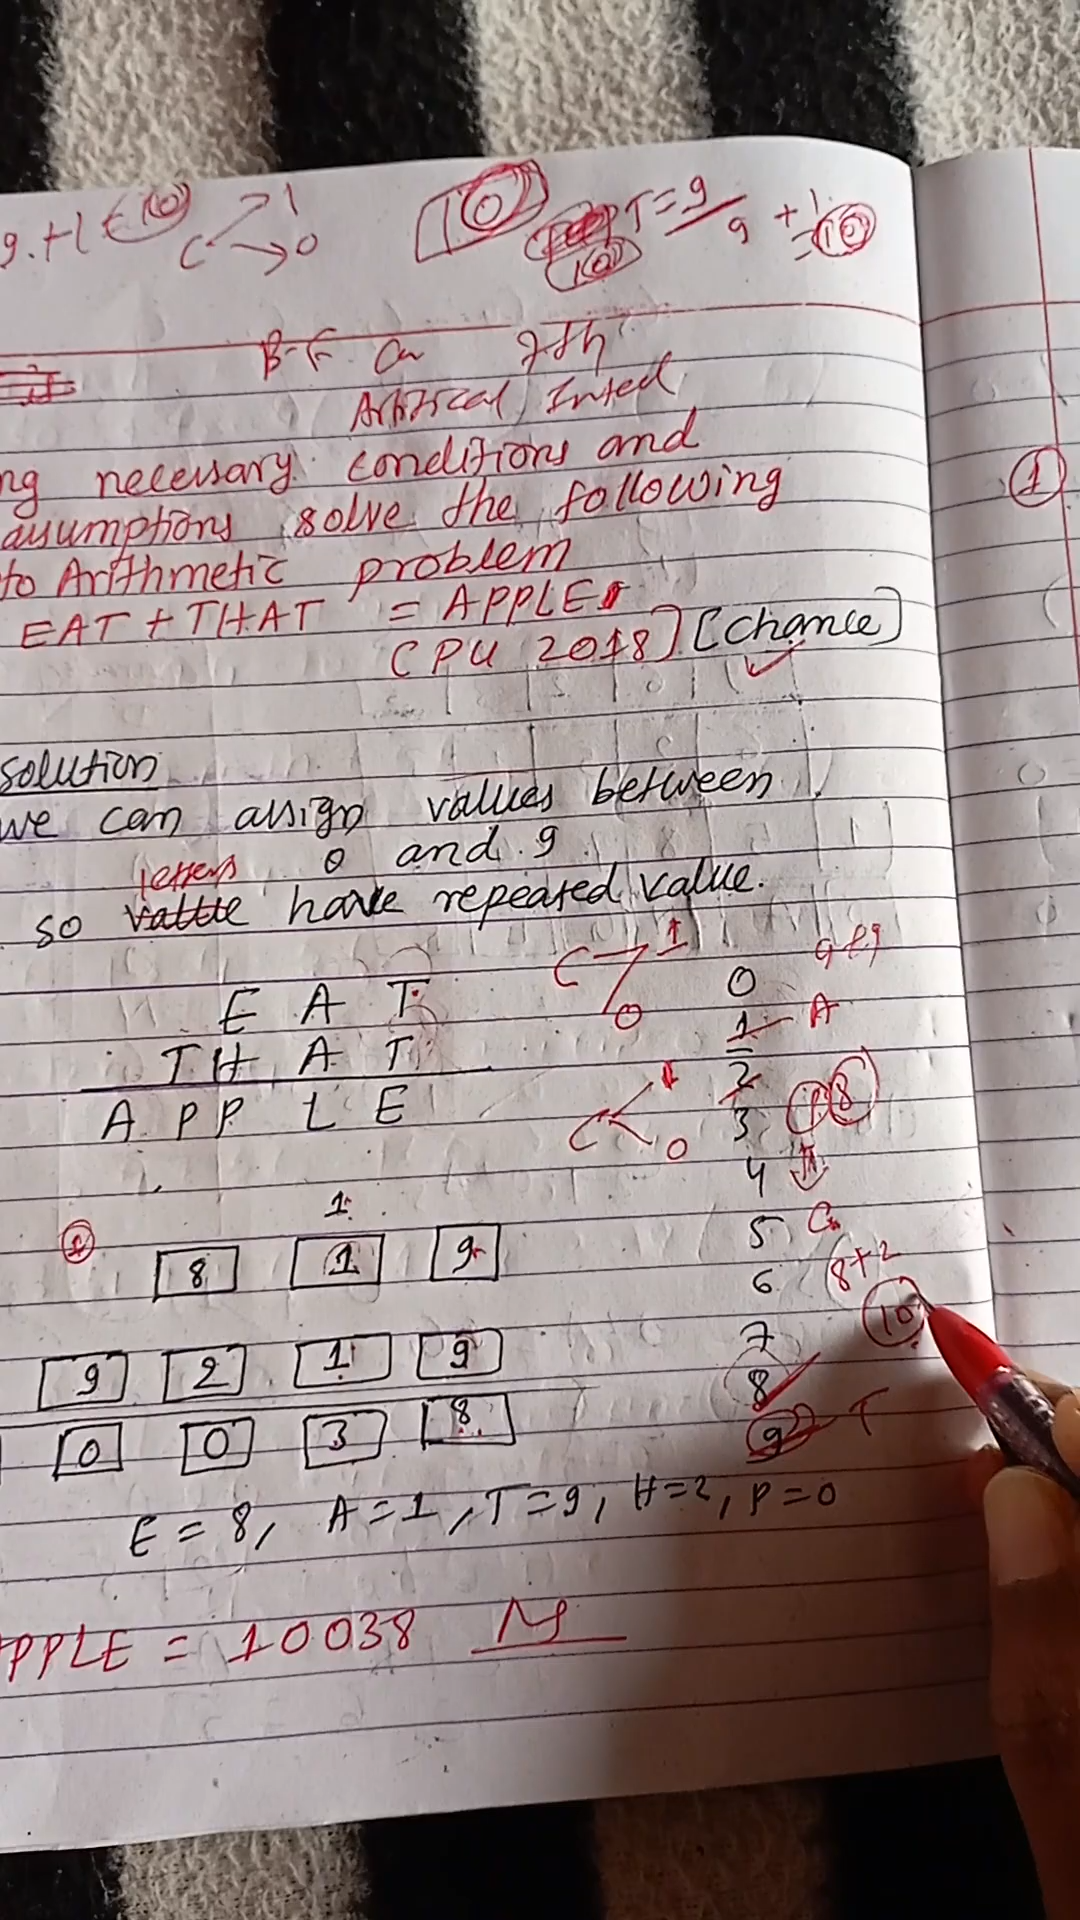 9.+1 = 10 C 1 0 10 T=9 9 +1 =10
10
7th
ng necessary conditions and
assumptions solve the following
to Arithmetic problem
EAT + THAT = APPLE
(CPU 2018] [Chance]
solution
we can assign values between
letters 0 and 9
so have repeated value.
C 1 0
E A T
T H A T
A P P L E
C 1 0
0
1 A
2
3 P 8
4
5
6 8+2
7 10
8
9 T
1
8 1 9
9 2 1 9
0 0 3 8
E = 8, A = 1, T = 9, H = 2, P = 0
PPLE = 10038
1